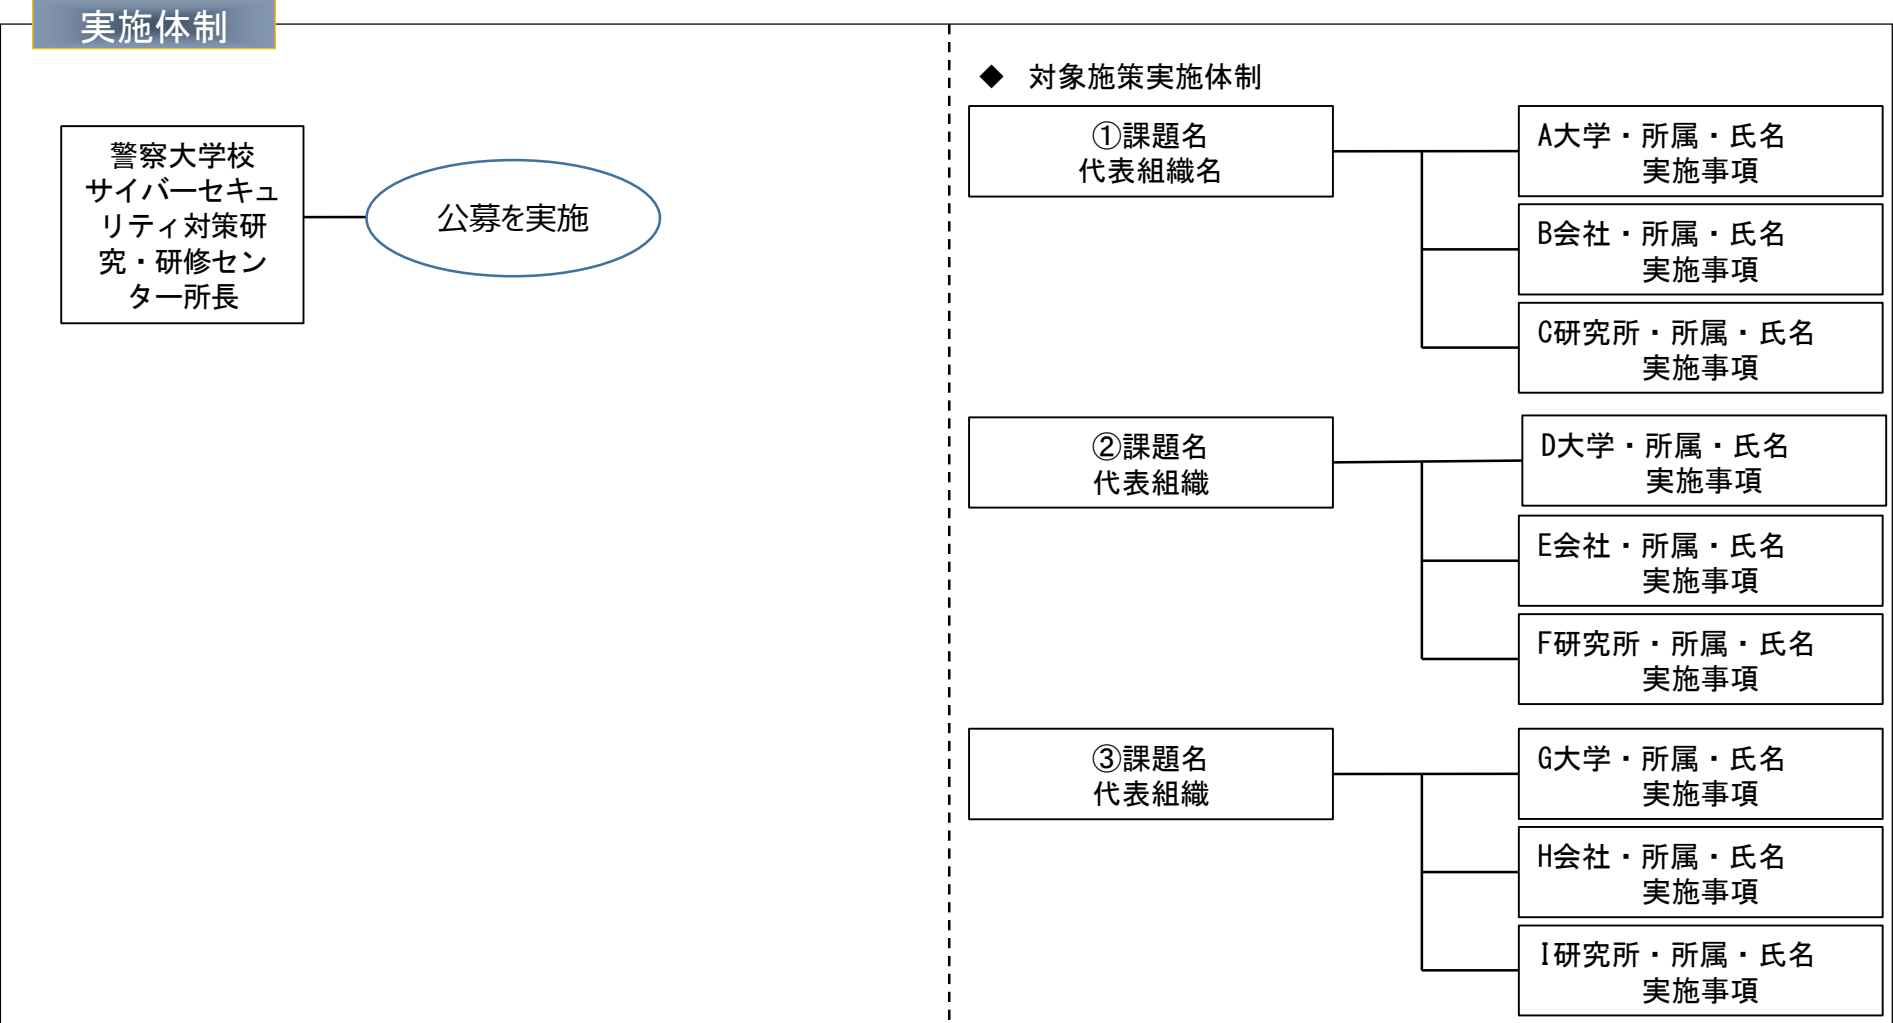 実施体制
警察大学校
サイバーセキュ
リティ対策研
究・研修セン
ター所長
公募を実施
◆ 対象施策実施体制
①課題名
代表組織名
A大学・所属・氏名
実施事項
B会社・所属・氏名
実施事項
C研究所・所属・氏名
実施事項
②課題名
代表組織
D大学・所属・氏名
実施事項
E会社・所属・氏名
実施事項
F研究所・所属・氏名
実施事項
③課題名
代表組織
G大学・所属・氏名
実施事項
H会社・所属・氏名
実施事項
I研究所・所属・氏名
実施事項